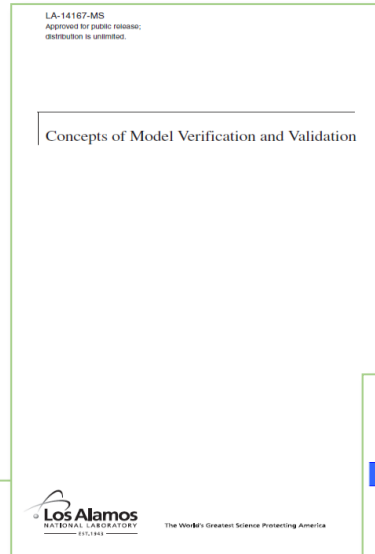 LA-14167-MS
Approved for public release;
distribution is unlimited.
Concepts of Model Verification and Validation
Los Alamos
NATIONAL LABORATORY
EST.1943
The World's Greatest Science Protecting America